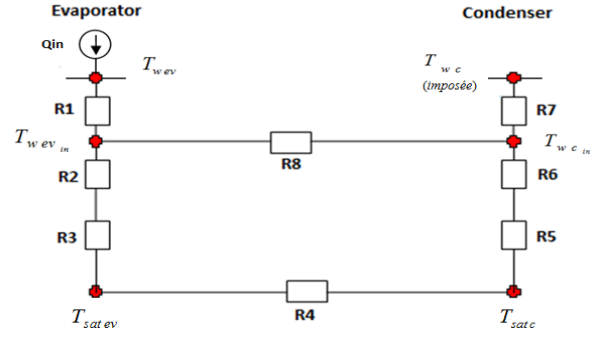 Evaporator
Condenser
Qin
T w ev
T w c
(imposée)
R1
R7
T w ev in
R8
T w c in
R2
R6
R3
R5
R4
T sat ev
T sat c